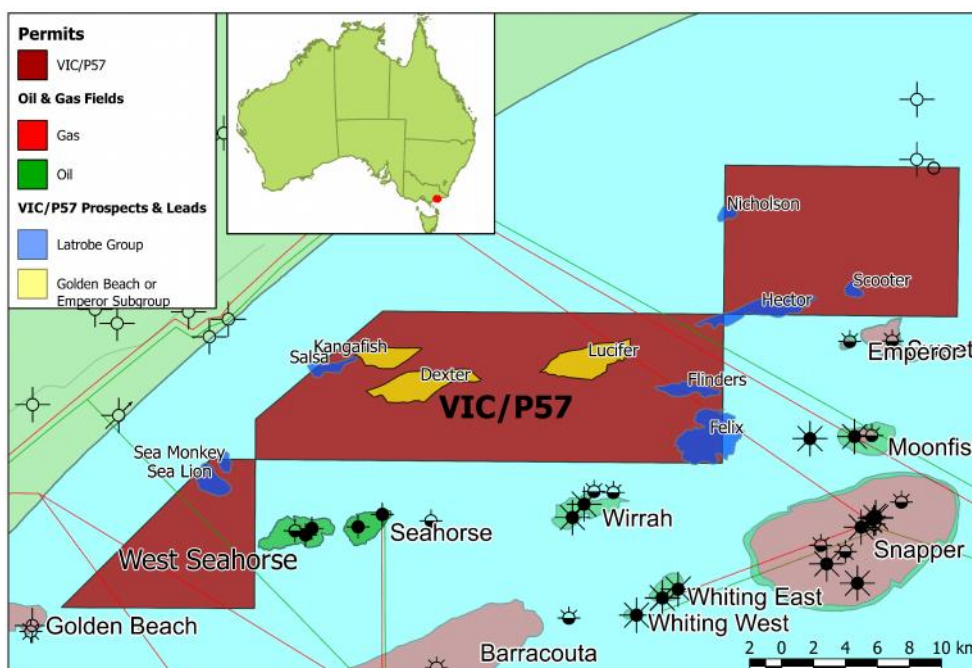 Permits
VIC/P57
Oil & Gas Fields
Gas
Oil
VIC/P57 Prospects & Leads
Latrobe Group
Golden Beach or
Emperor Subgroup
Nicholson
Scooter
Hector
Emperor
Kangafish
Salsa
Lucifer
Dexter
Flinders
VIC/P57
Felix
Moonfis
Sea Monkey
Sea Lion
Wirrah
Seahorse
West Seahorse
Snapper
Whiting East
Whiting West
Golden Beach
Barracouta
2 0 2 4 6 8 10 km